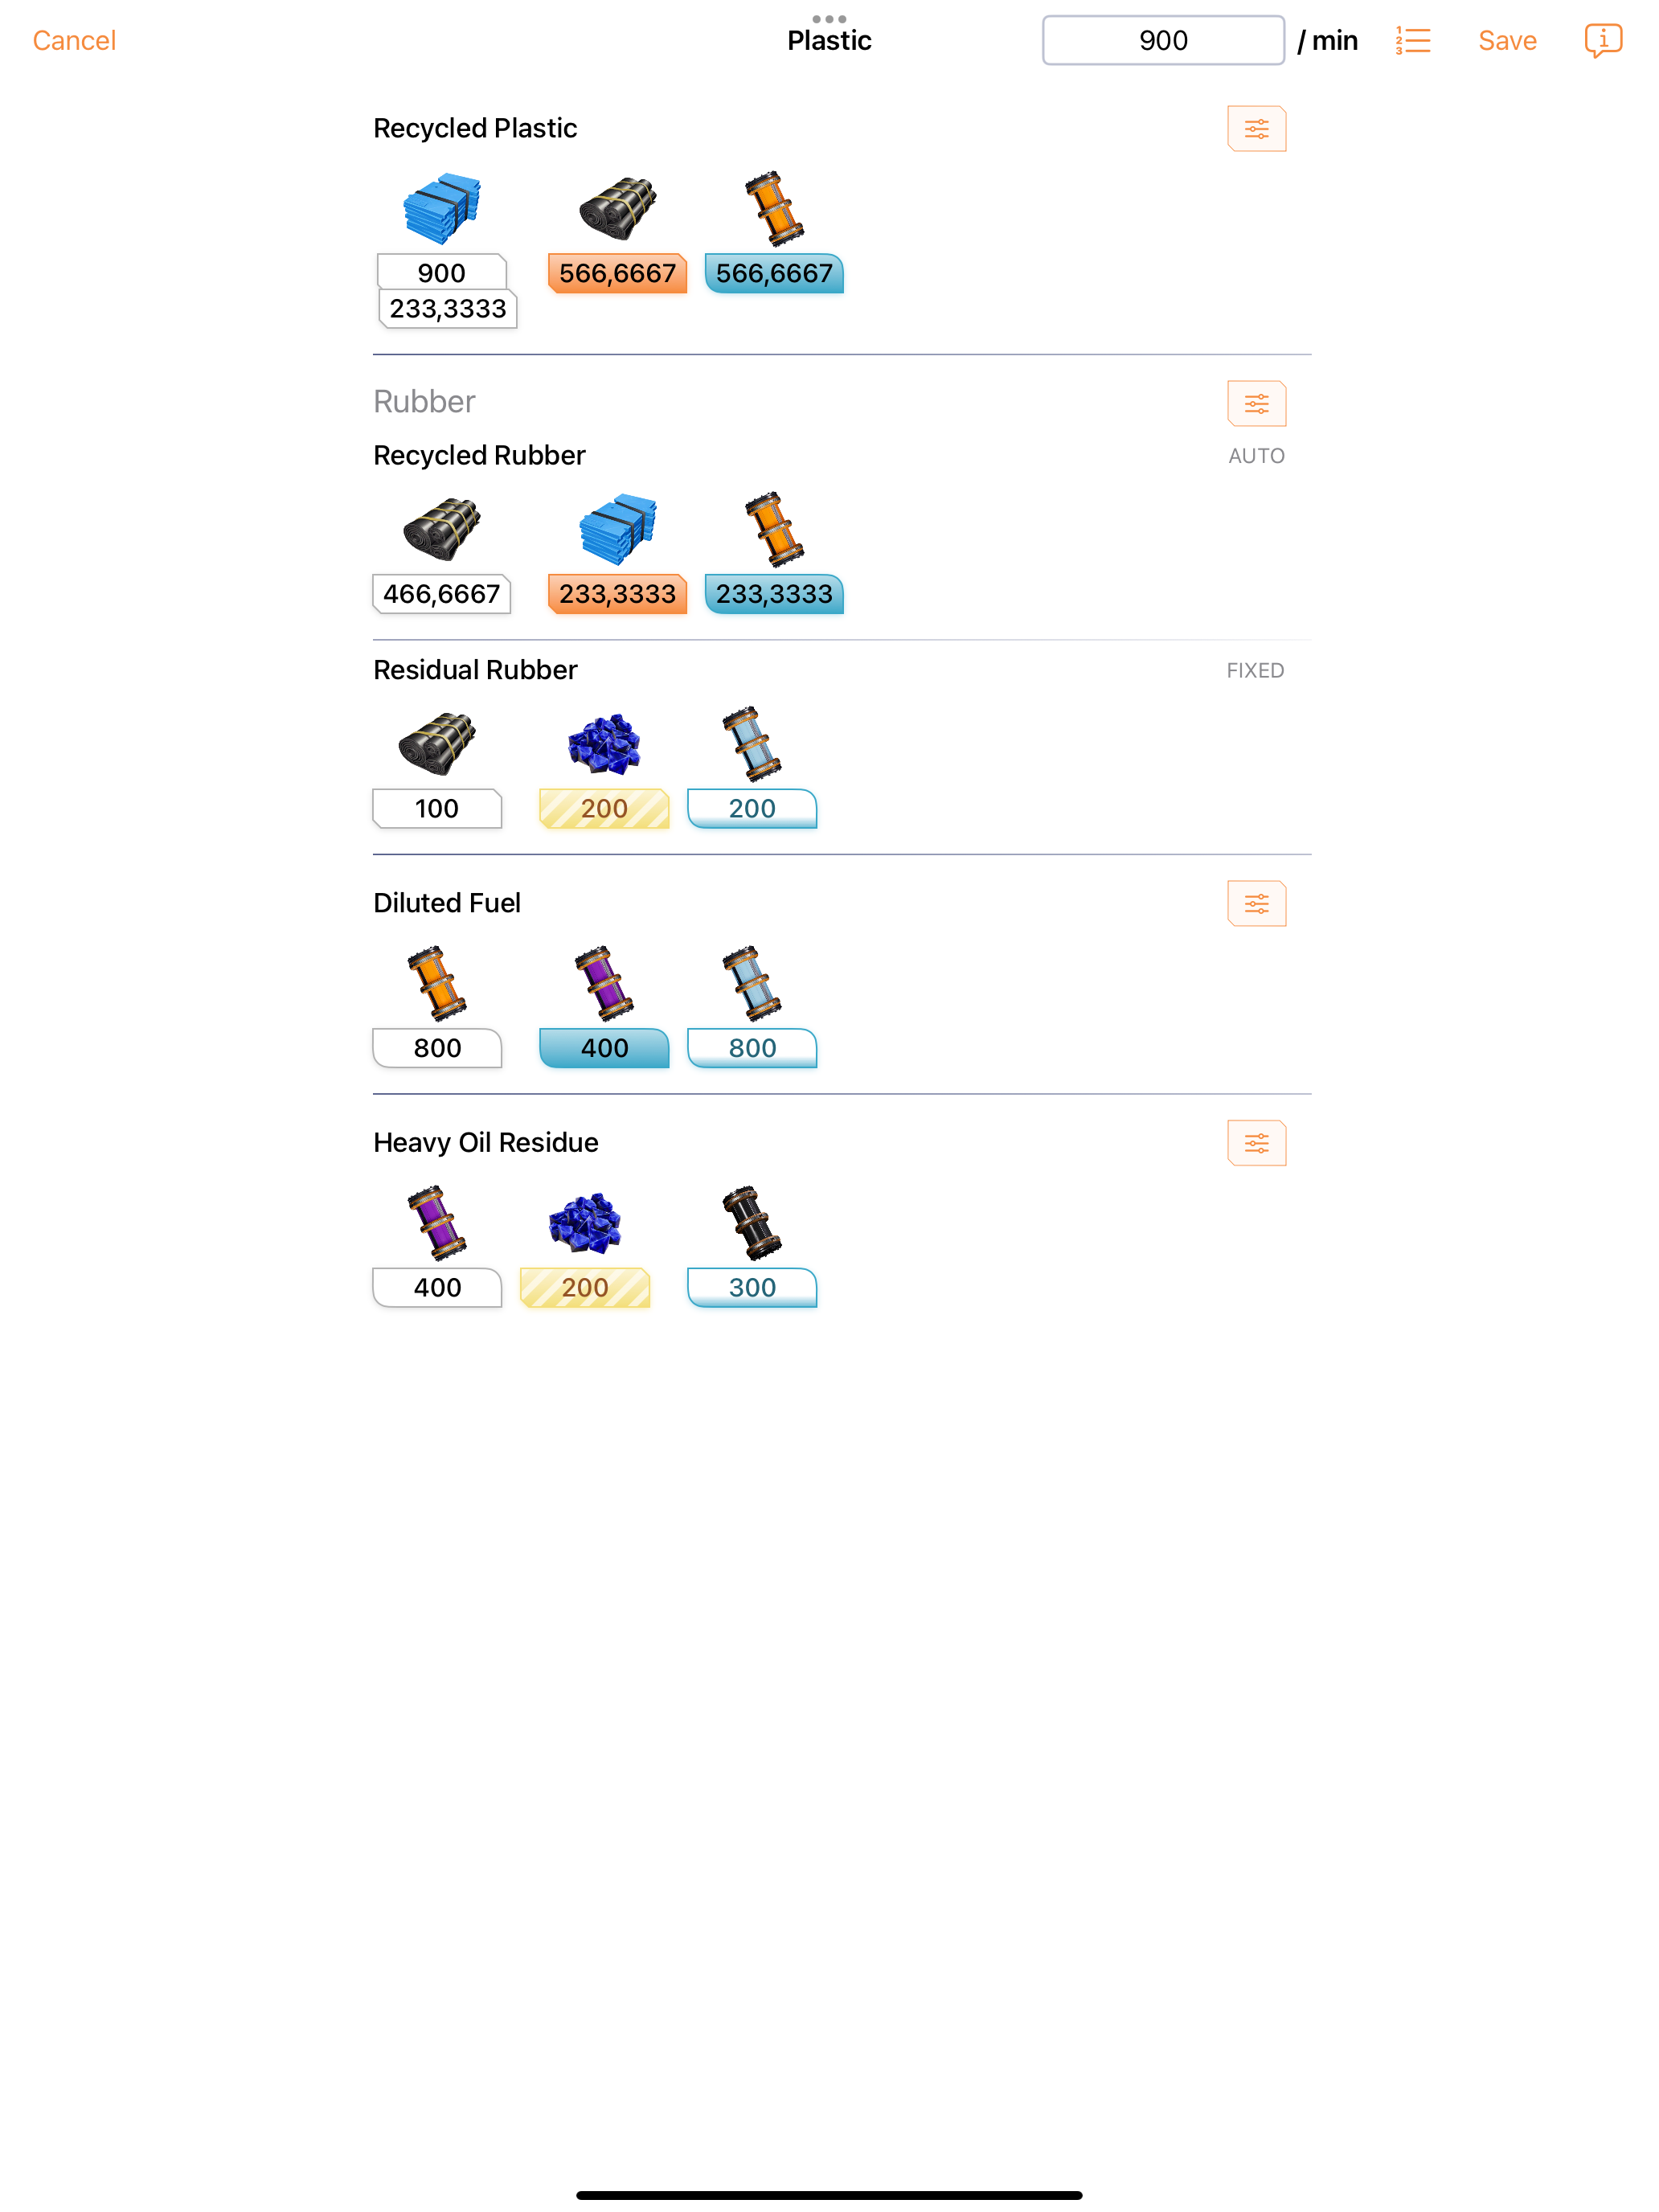 Cancel
Plastic
900 / min
Save
Recycled Plastic
900 566,6667 566,6667
233,3333
Rubber
Recycled Rubber AUTO
466,6667 233,3333 233,3333
Residual Rubber FIXED
100 200 200
Diluted Fuel
800 400 800
Heavy Oil Residue
400 200 300